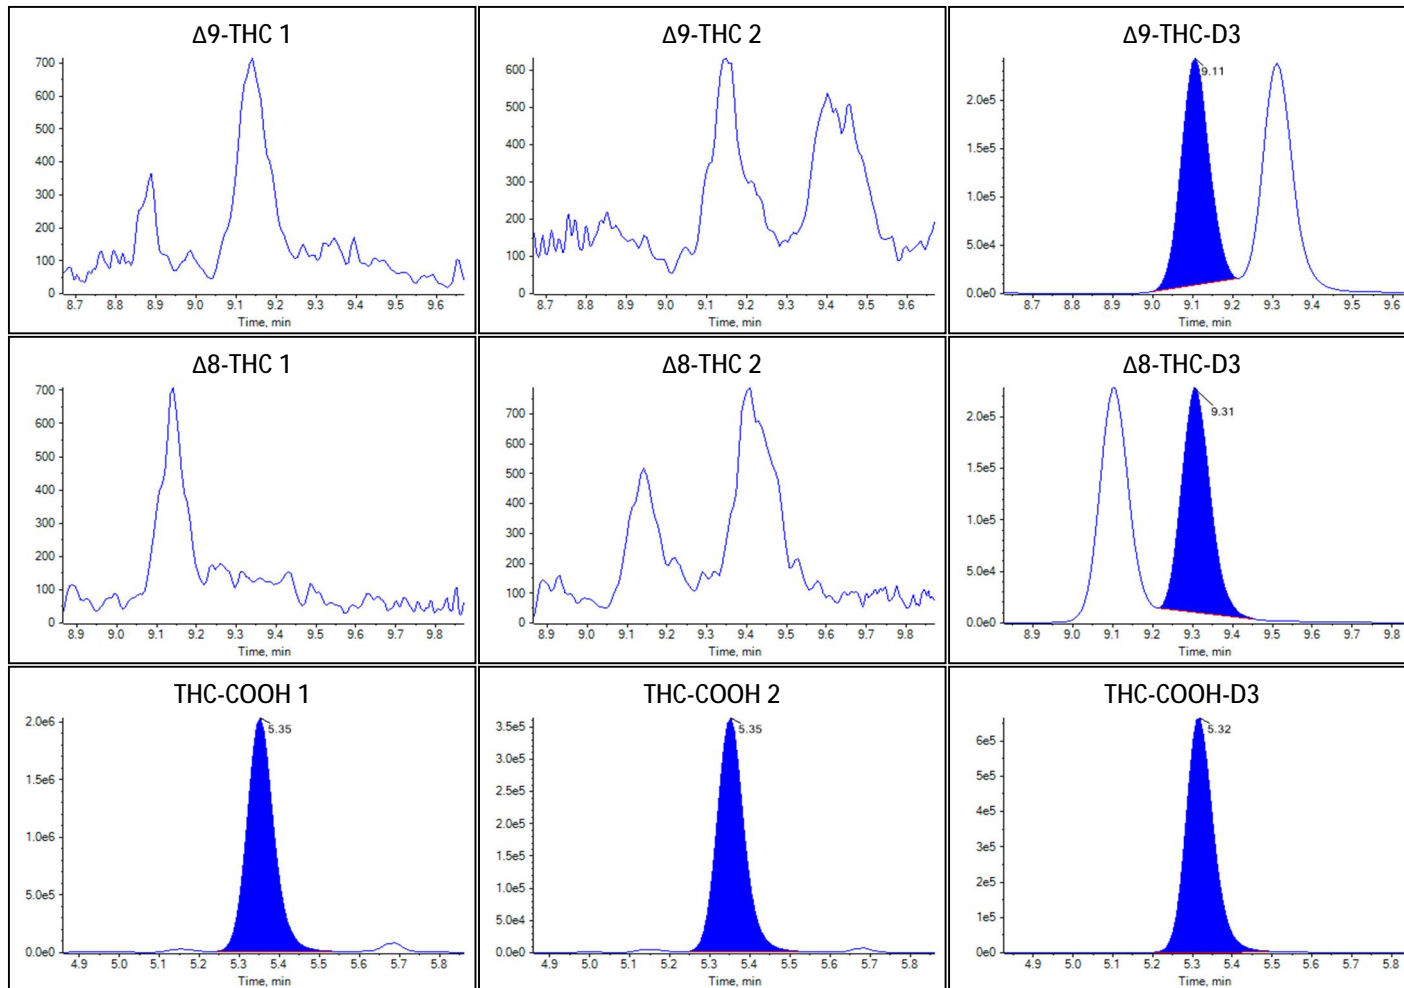 Δ9-THC 1
700
600
500
400
300
200
100
0
8.7 8.8 8.9 9.0 9.1 9.2 9.3 9.4 9.5 9.6
Time, min
Δ9-THC 2
600
500
400
300
200
100
0
8.7 8.8 8.9 9.0 9.1 9.2 9.3 9.4 9.5 9.6
Time, min
Δ9-THC-D3
9.11
2.0e5
1.5e5
1.0e5
5.0e4
0.0e0
8.7 8.8 8.9 9.0 9.1 9.2 9.3 9.4 9.5 9.6
Time, min
Δ8-THC 1
700
600
500
400
300
200
100
0
8.9 9.0 9.1 9.2 9.3 9.4 9.5 9.6 9.7 9.8
Time, min
Δ8-THC 2
700
600
500
400
300
200
100
0
8.9 9.0 9.1 9.2 9.3 9.4 9.5 9.6 9.7 9.8
Time, min
Δ8-THC-D3
9.31
2.0e5
1.5e5
1.0e5
5.0e4
0.0e0
8.9 9.0 9.1 9.2 9.3 9.4 9.5 9.6 9.7 9.8
Time, min
THC-COOH 1
5.35
2.0e6
1.5e6
1.0e6
5.0e5
0.0e0
4.9 5.0 5.1 5.2 5.3 5.4 5.5 5.6 5.7 5.8
Time, min
THC-COOH 2
5.35
3.5e5
3.0e5
2.5e5
2.0e5
1.5e5
1.0e5
5.0e4
0.0e0
4.9 5.0 5.1 5.2 5.3 5.4 5.5 5.6 5.7 5.8
Time, min
THC-COOH-D3
5.32
6e5
5e5
4e5
3e5
2e5
1e5
0e0
4.9 5.0 5.1 5.2 5.3 5.4 5.5 5.6 5.7 5.8
Time, min